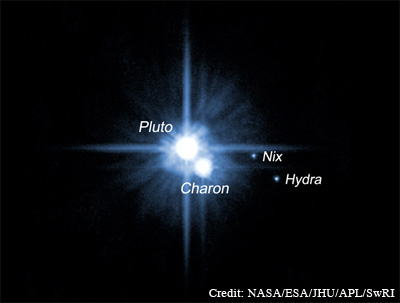 Pluto
Nix
Charon
Hydra
Credit: NASA/ESA/JHU/APL/SwRI